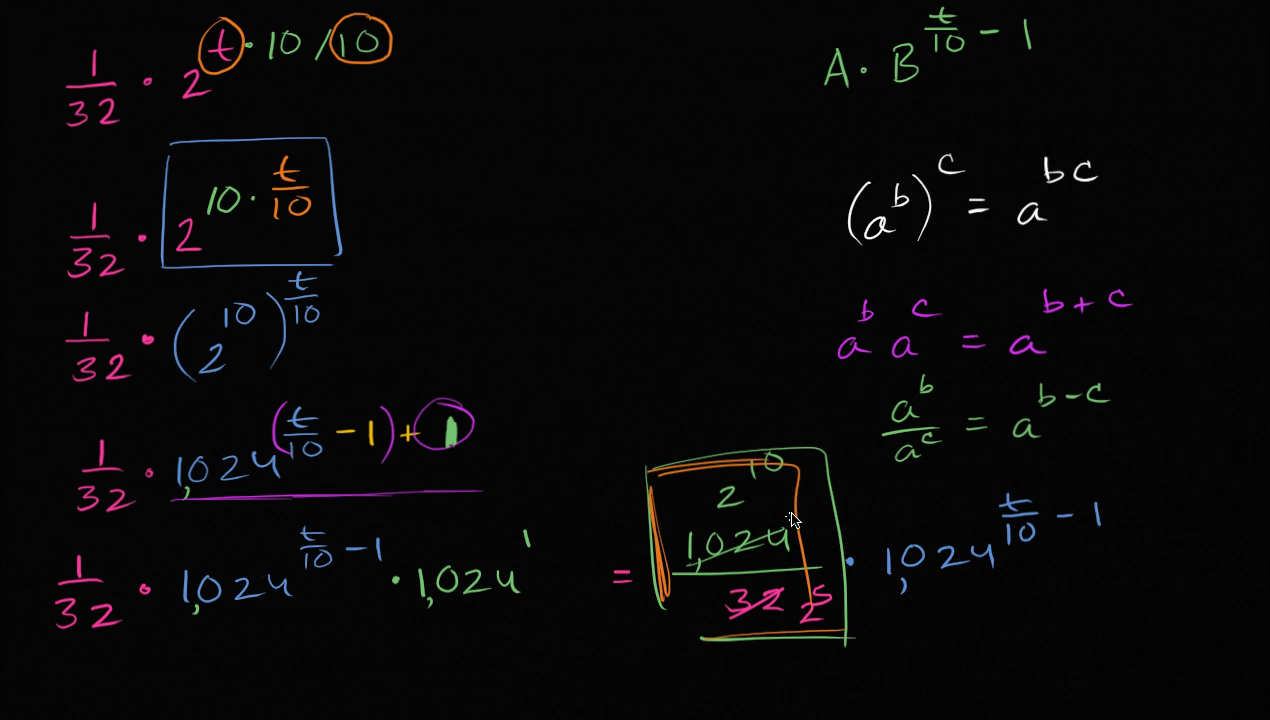 1/32 · 2^(t · 10/10)
A · B^(t/10 − 1)
1/32 · 2^(10 · t/10)
(a^b)^c = a^(bc)
1/32 · (2^10)^(t/10)
a^b a^c = a^(b+c)
a^b/a^c = a^(b−c)
1/32 · 1,024^((t/10 − 1) + 1)
1/32 · 1,024^(t/10 − 1) · 1,024^1 = 2^10 1,024/32 2^5 · 1,024^(t/10 − 1)